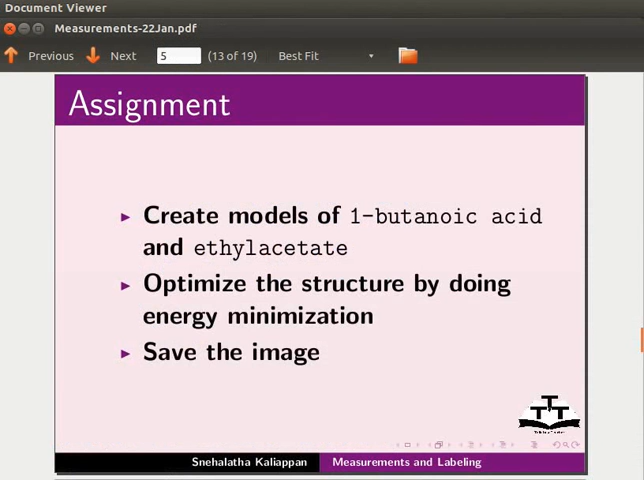 Document Viewer
Measurements-22Jan.pdf
Previous Next 5 (13 of 19) Best Fit
Assignment
Create models of 1-butanoic acid
and ethylacetate
Optimize the structure by doing
energy minimization
Save the image
Snehalatha Kaliappan Measurements and Labeling